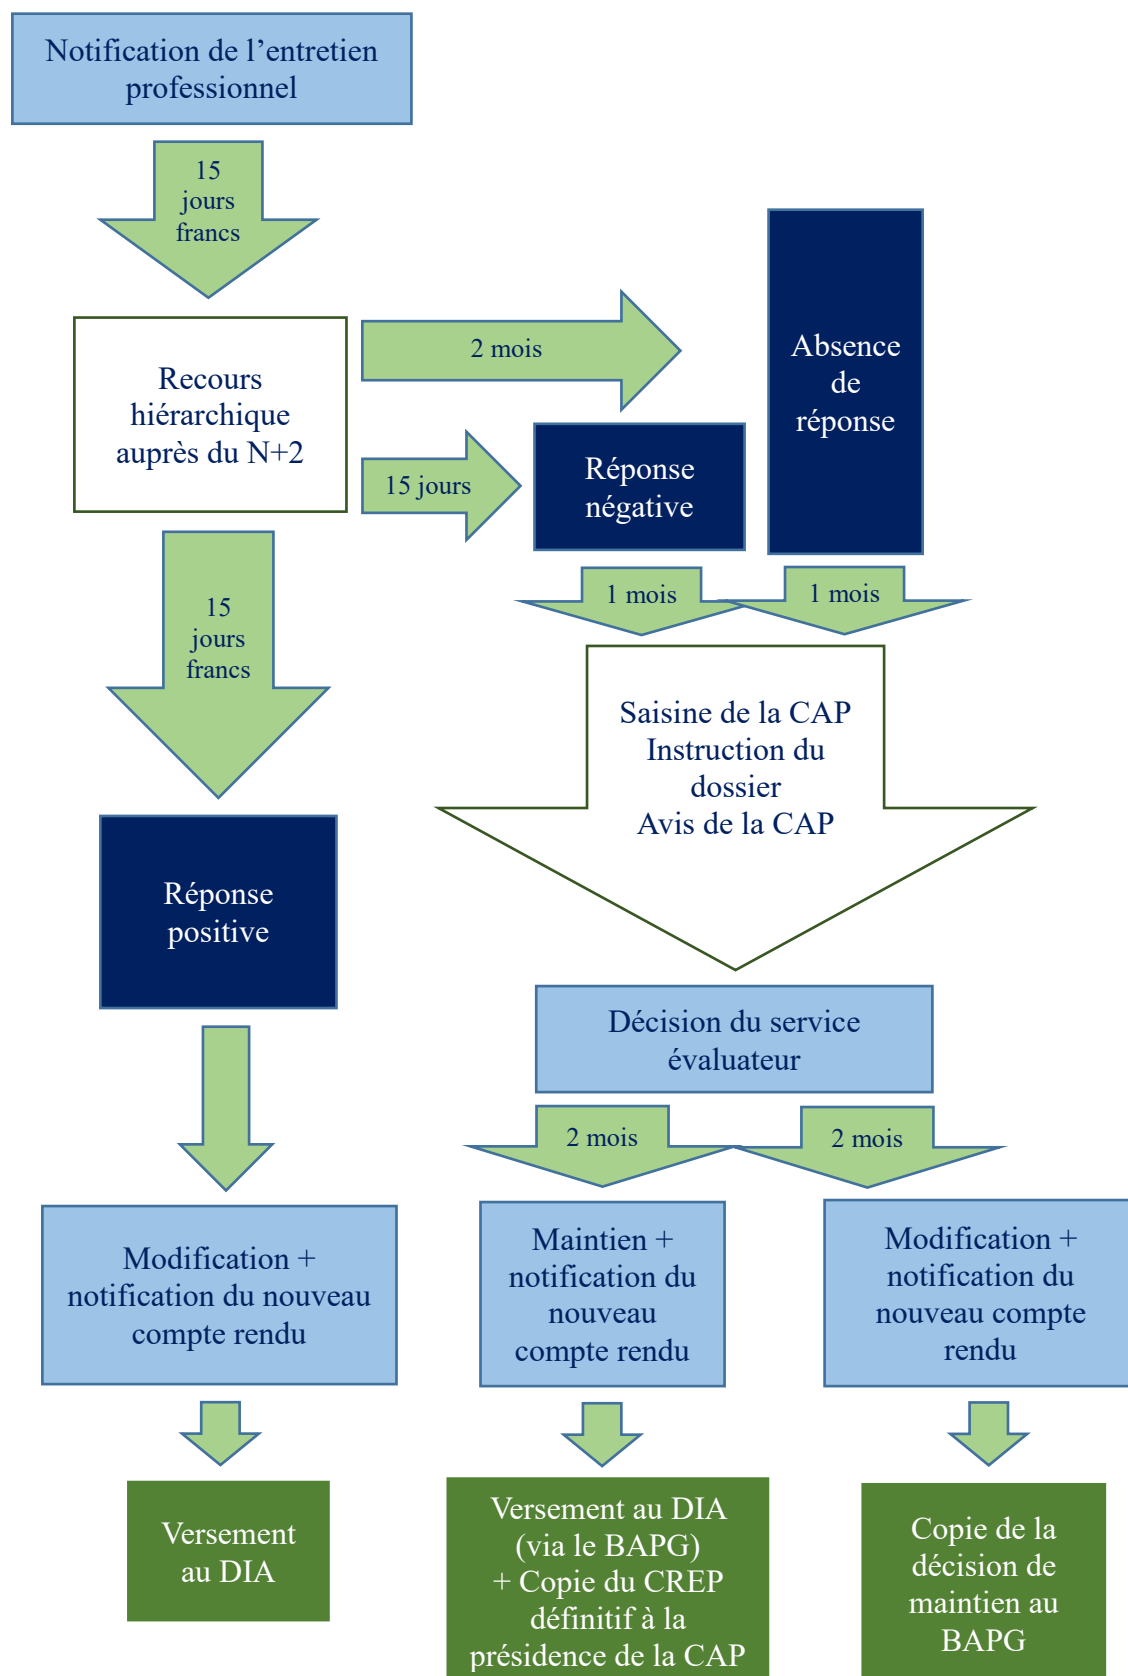 Notification de l’entretien
professionnel
15
jours
francs
Recours
hiérarchique
auprès du N+2
2 mois
15 jours
Absence
de
réponse
Réponse
négative
1 mois
1 mois
15
jours
francs
Saisine de la CAP
Instruction du
dossier
Avis de la CAP
Réponse
positive
Décision du service
évaluateur
2 mois
2 mois
Modification +
notification du nouveau
compte rendu
Maintien +
notification du
nouveau
compte rendu
Modification +
notification du
nouveau compte
rendu
Versement
au DIA
Versement au DIA
(via le BAPG)
+ Copie du CREP
définitif à la
présidence de la CAP
Copie de la
décision de
maintien au
BAPG